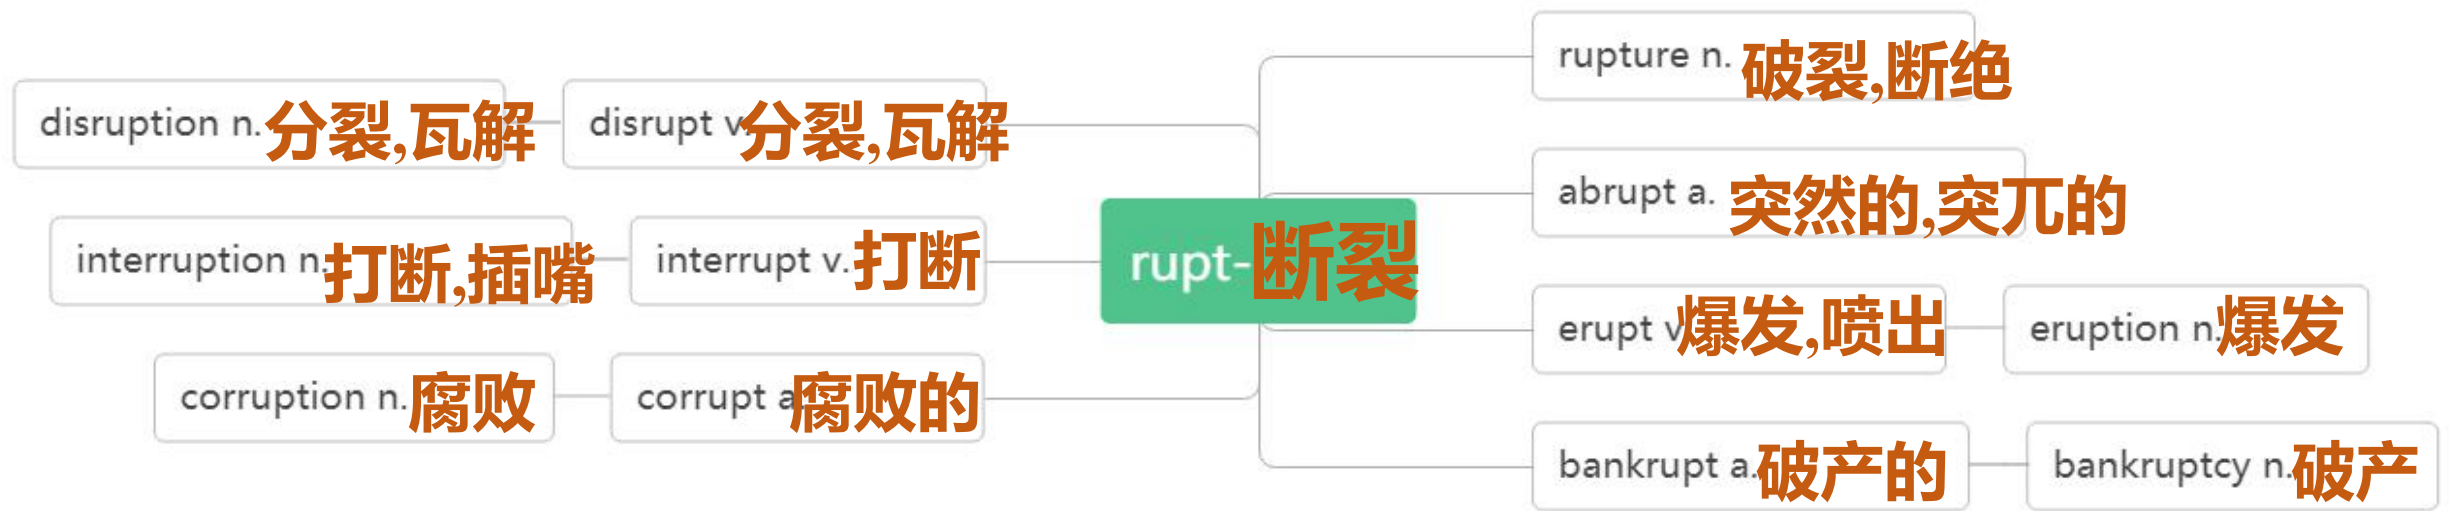 rupture n. 破裂,断绝
disruption n. 分裂,瓦解
disrupt v. 分裂,瓦解
abrupt a. 突然的,突兀的
interruption n. 打断,插嘴
interrupt v. 打断
rupt-断裂
erupt v. 爆发,喷出
eruption n. 爆发
corruption n. 腐败
corrupt a. 腐败的
bankrupt a. 破产的
bankruptcy n. 破产